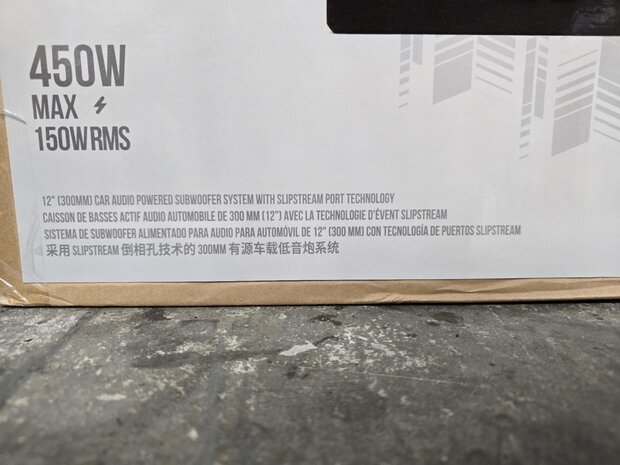 450W
MAX
150W RMS
12" (300MM) CAR AUDIO POWERED SUBWOOFER SYSTEM WITH SLIPSTREAM PORT TECHNOLOGY
CAISSON DE BASSES ACTIF AUDIO AUTOMOBILE DE 300 MM (12") AVEC LA TECHNOLOGIE D'ÉVENT SLIPSTREAM
SISTEMA DE SUBWOOFER ALIMENTADO PARA AUDIO PARA AUTOMÓVIL DE 12" (300 MM) CON TECNOLOGÍA DE PUERTOS SLIPSTREAM
采用 SLIPSTREAM 倒相孔技术的 300MM 有源车载低音炮系统